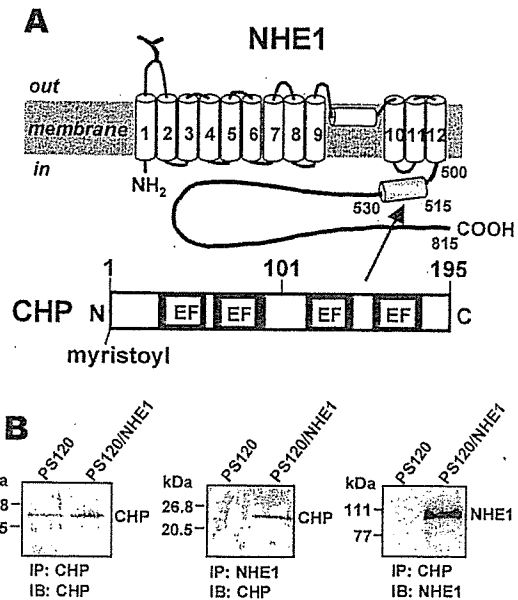 A
NHE1
out
membrane 1 2 3 4 5 6 7 8 9 10 11 12
in
NH2
500
530 515
COOH
815
1 101 195
CHP N EF EF EF EF C
myristoyl
B
PS120 PS120/NHE1
a
8
5
CHP
IP: CHP
IB: CHP
PS120 PS120/NHE1
kDa
26.8
20.5
CHP
IP: NHE1
IB: CHP
PS120 PS120/NHE1
kDa
111
77
NHE1
IP: CHP
IB: NHE1